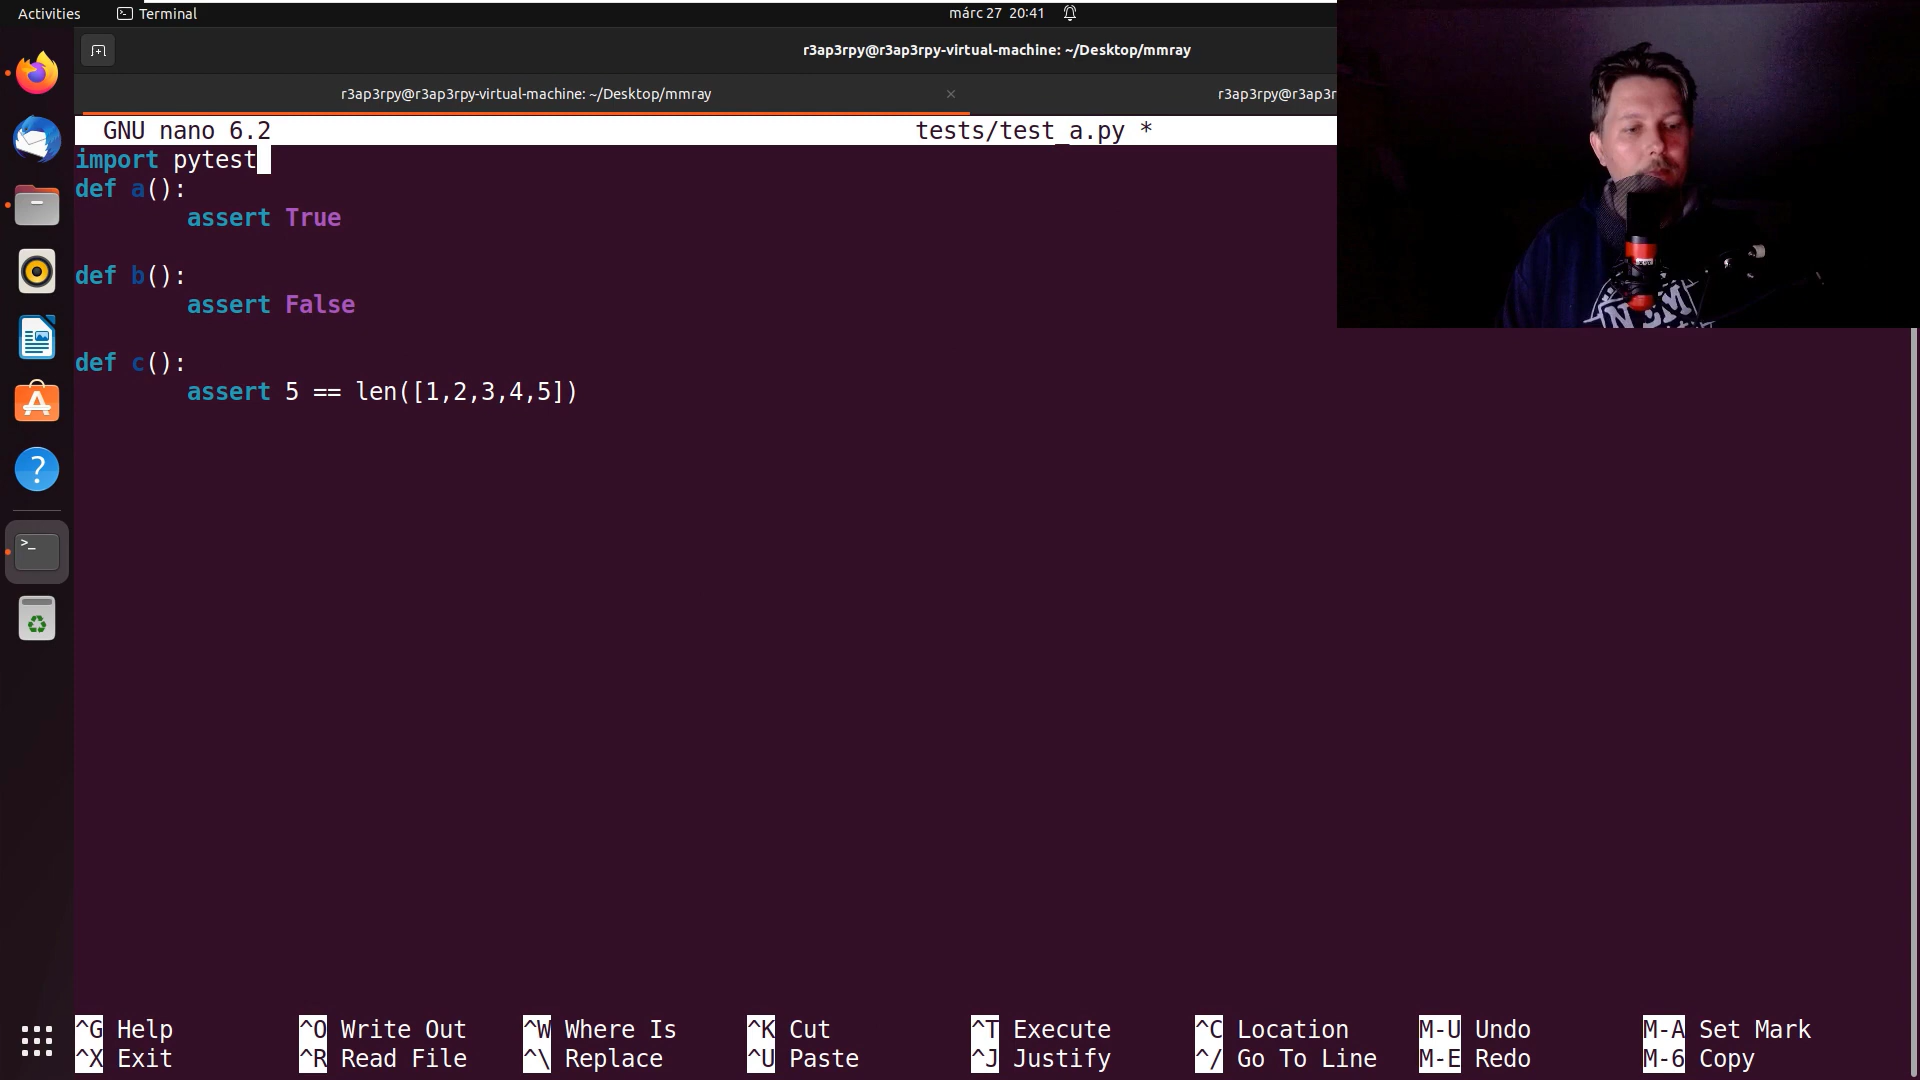 Activities
Terminal
márc 27 20:41
r3ap3rpy@r3ap3rpy-virtual-machine: ~/Desktop/mmray
r3ap3rpy@r3ap3rpy-virtual-machine: ~/Desktop/mmray ×
r3ap3rpy@r3ap3r
GNU nano 6.2 tests/test_a.py *
import pytest
def a():
assert True
def b():
assert False
def c():
assert 5 == len([1,2,3,4,5])
^G Help ^O Write Out ^W Where Is ^K Cut ^T Execute ^C Location M-U Undo M-A Set Mark
^X Exit ^R Read File ^\ Replace ^U Paste ^J Justify ^/ Go To Line M-E Redo M-6 Copy